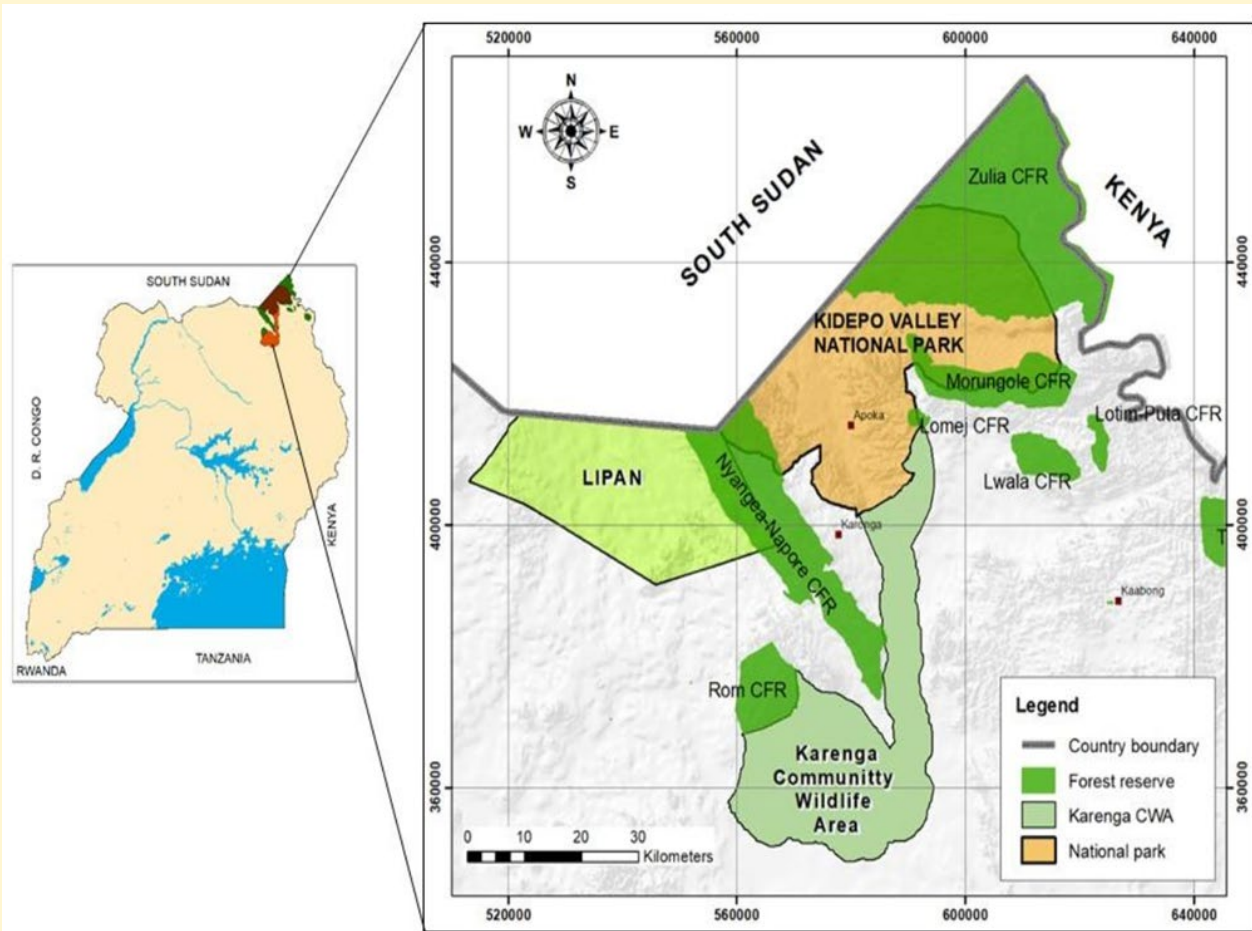 SOUTH SUDAN
D. R. CONGO
KENYA
TANZANIA
RWANDA
520000
560000
600000
640000
N
W
E
S
SOUTH SUDAN
KENYA
Zulia CFR
440000
440000
KIDEPO VALLEY
NATIONAL PARK
Morungole CFR
Apoka
Lomej CFR
Lotim-Puta CFR
LIPAN
Nyangea-Napore CFR
Lwala CFR
400000
400000
Karenga
T
Kaabong
Rom CFR
Karenga
Communitty
Wildlife
Area
360000
360000
Legend
Country boundary
Forest reserve
Karenga CWA
National park
0 10 20 30
Kilometers
520000
560000
600000
640000